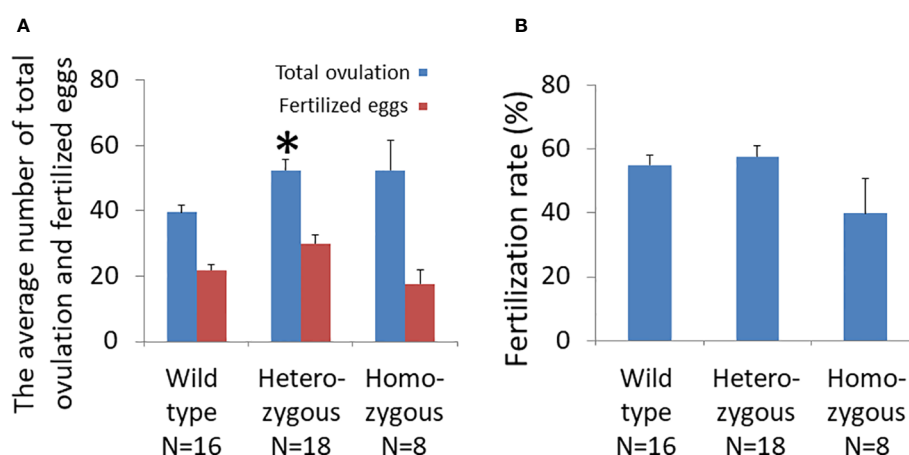 A
The average number of total
ovulation and fertilized eggs
80
60
40
20
0
Total ovulation
Fertilized eggs
*
Wild
type
N=16
Hetero-
zygous
N=18
Homo-
zygous
N=8
B
Fertilization rate (%)
80
60
40
20
0
Wild
type
N=16
Hetero-
zygous
N=18
Homo-
zygous
N=8